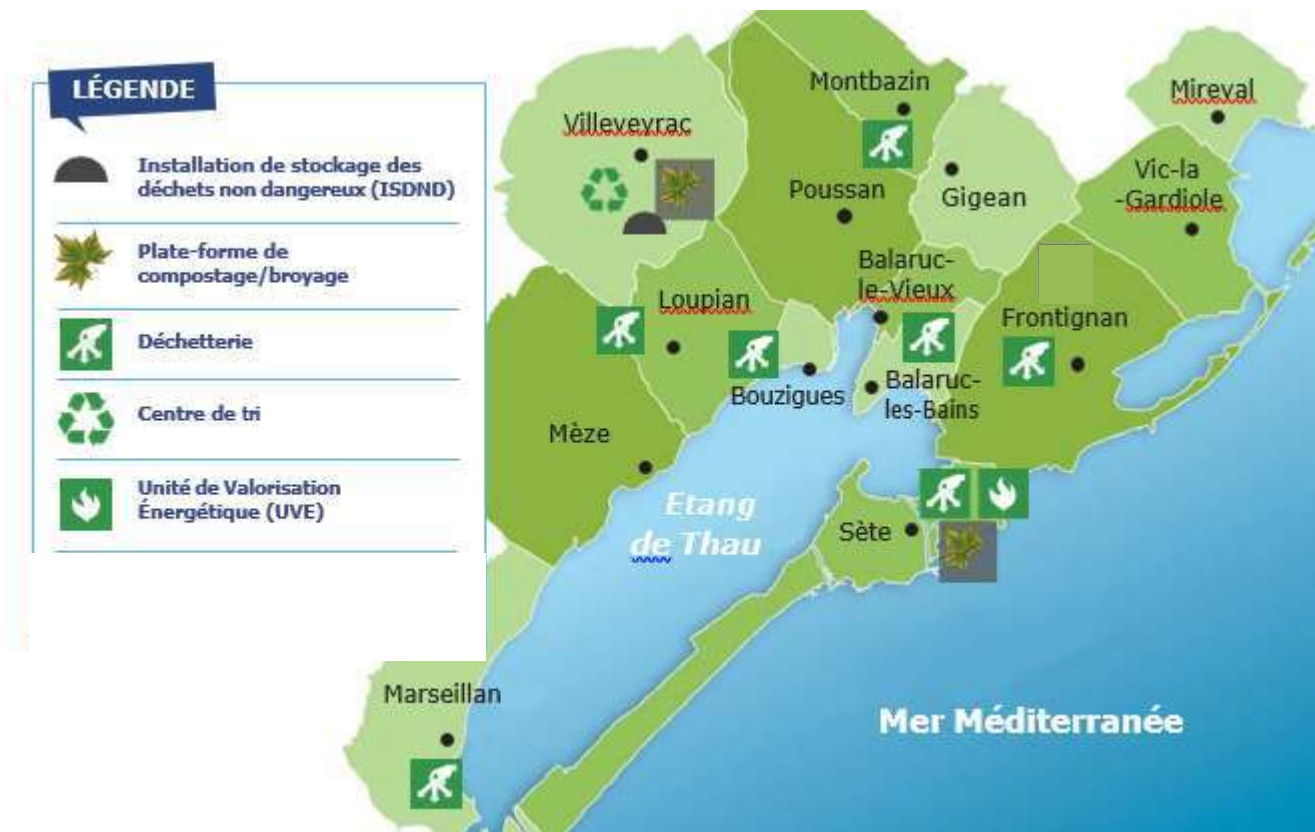 LÉGENDE
Installation de stockage des
déchets non dangereux (ISDND)
Plate-forme de
compostage/broyage
Déchetterie
Centre de tri
Unité de Valorisation
Énergétique (UVE)
Montbazin
Mireval
Villeveyrac
Vic-la
-Gardiole
Poussan
Gigean
Balaruc-
le-Vieux
Loupian
Frontignan
Bouzigues
Balaruc-
les-Bains
Mèze
Etang
de Thau
Sète
Marseillan
Mer Méditerranée